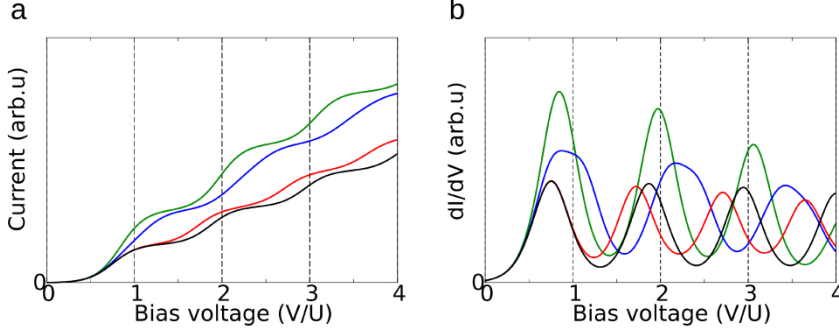 a
b
Current (arb.u)
dI/dV (arb.u)
0
0
0 1 2 3 4
0 1 2 3 4
Bias voltage (V/U)
Bias voltage (V/U)